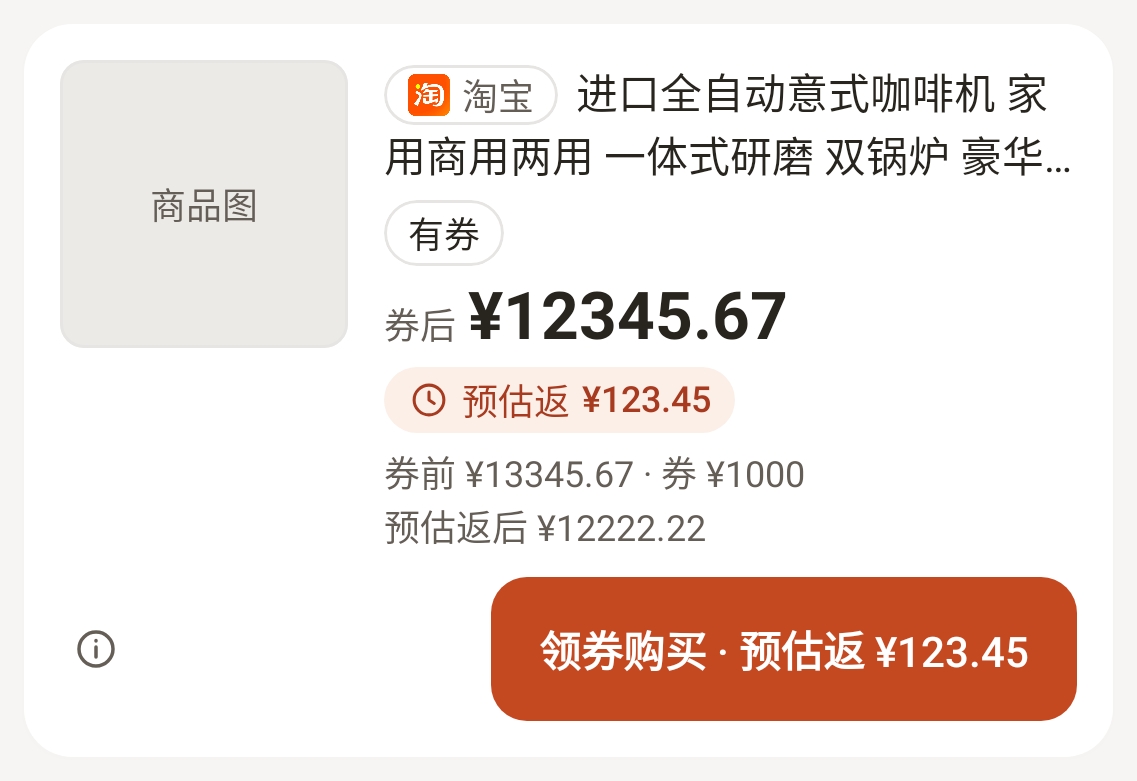 商品图
淘 淘宝 进口全自动意式咖啡机 家
用商用两用 一体式研磨 双锅炉 豪华...
有券
券后 ¥12345.67
预估返 ¥123.45
券前 ¥13345.67 · 券 ¥1000
预估返后 ¥12222.22
领券购买 · 预估返 ¥123.45